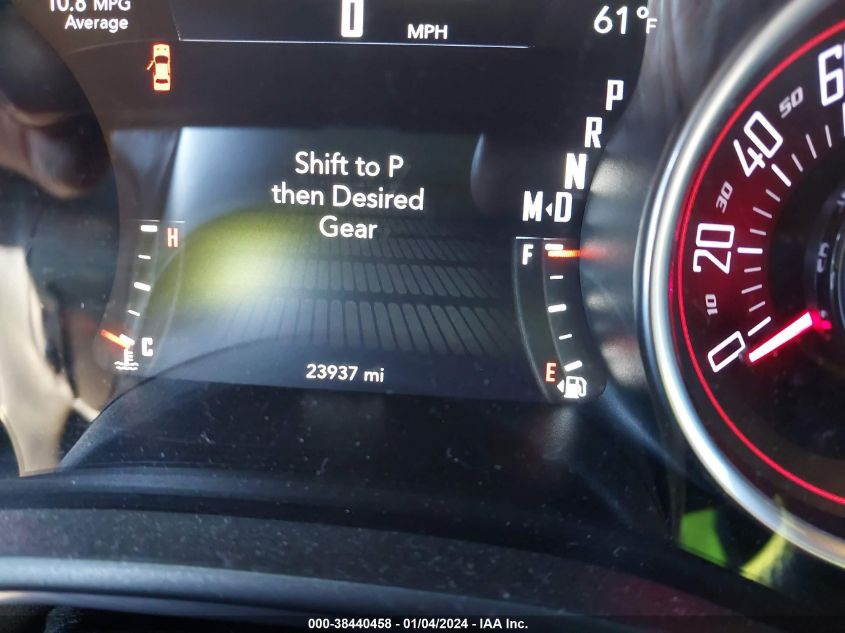 10.8 MPG
Average
0 MPH
61°F
P
R
N
M◂D
Shift to P
then Desired
Gear
H
C
F
E
23937 mi
0
10
20
30
40
50
000-38440458 - 01/04/2024 - IAA Inc.